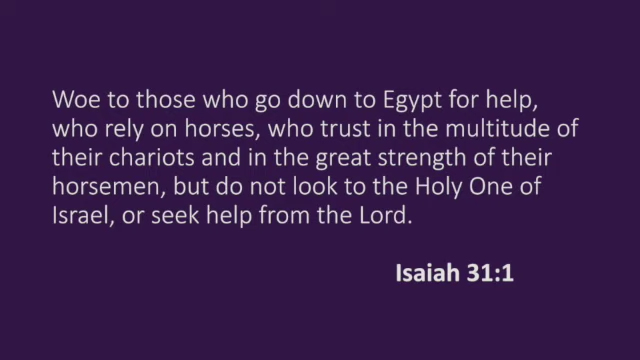 Woe to those who go down to Egypt for help,
who rely on horses, who trust in the multitude of
their chariots and in the great strength of their
horsemen, but do not look to the Holy One of
Israel, or seek help from the Lord.
Isaiah 31:1